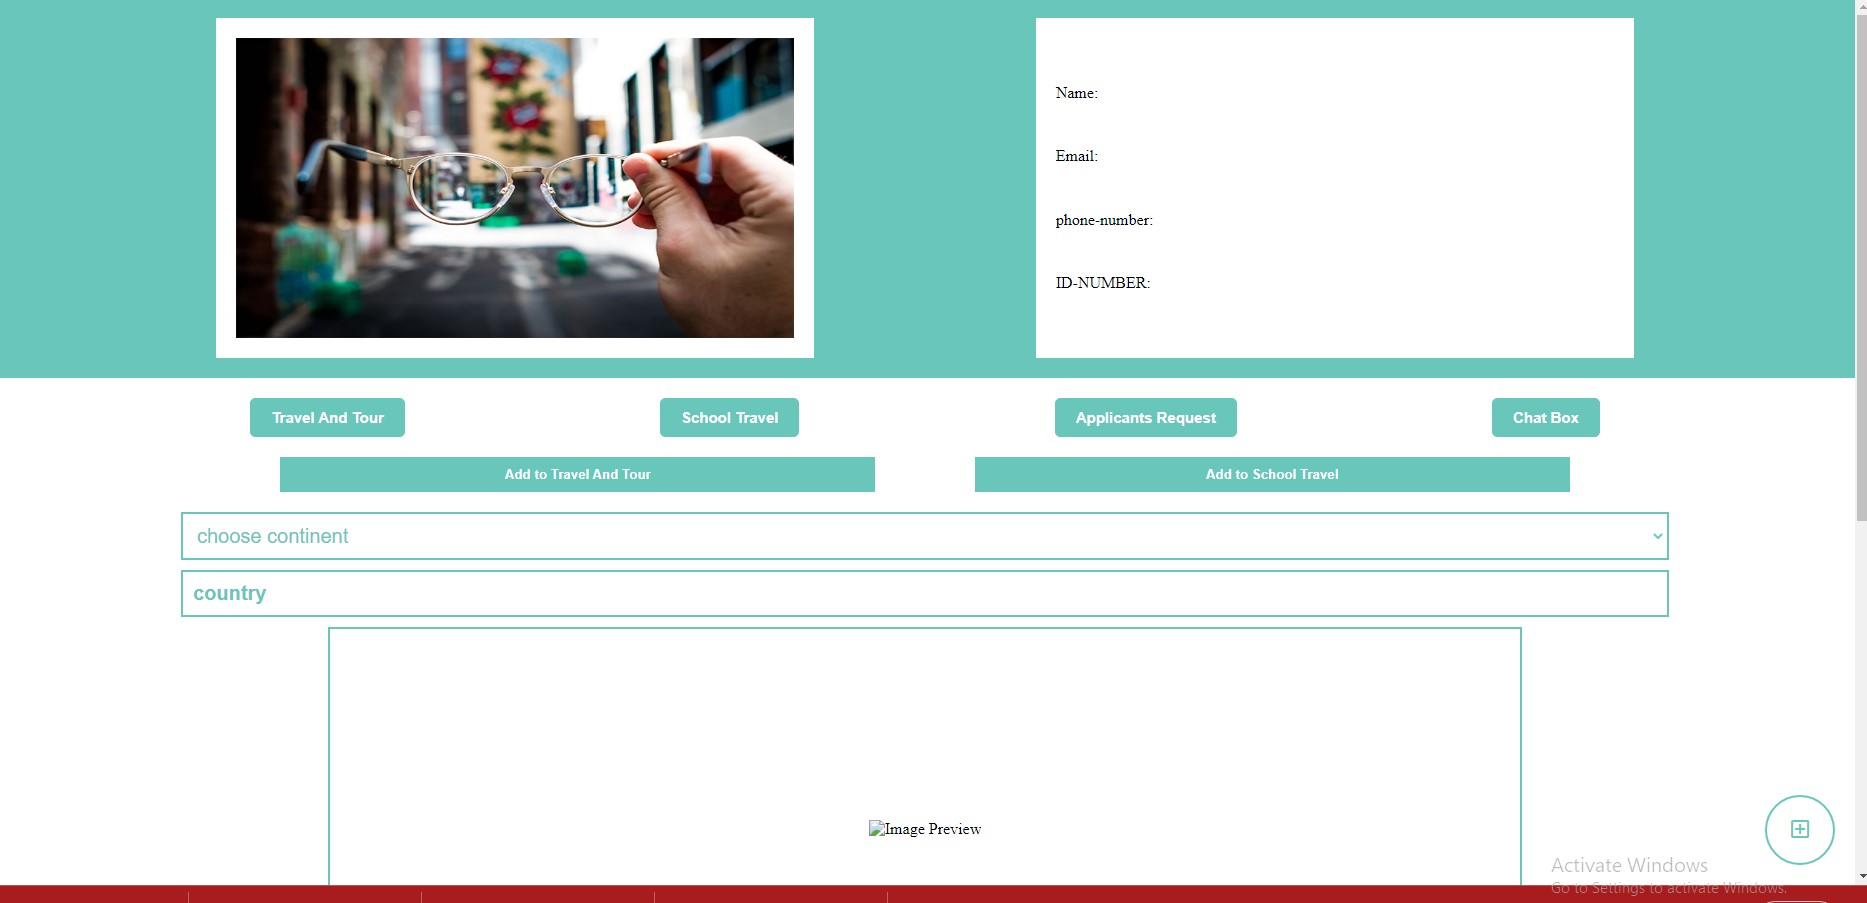 Name:
Email:
phone-number:
ID-NUMBER:
Travel And Tour
School Travel
Applicants Request
Chat Box
Add to Travel And Tour
Add to School Travel
choose continent
country
Image Preview
Activate Windows
Go to Settings to activate Windows.